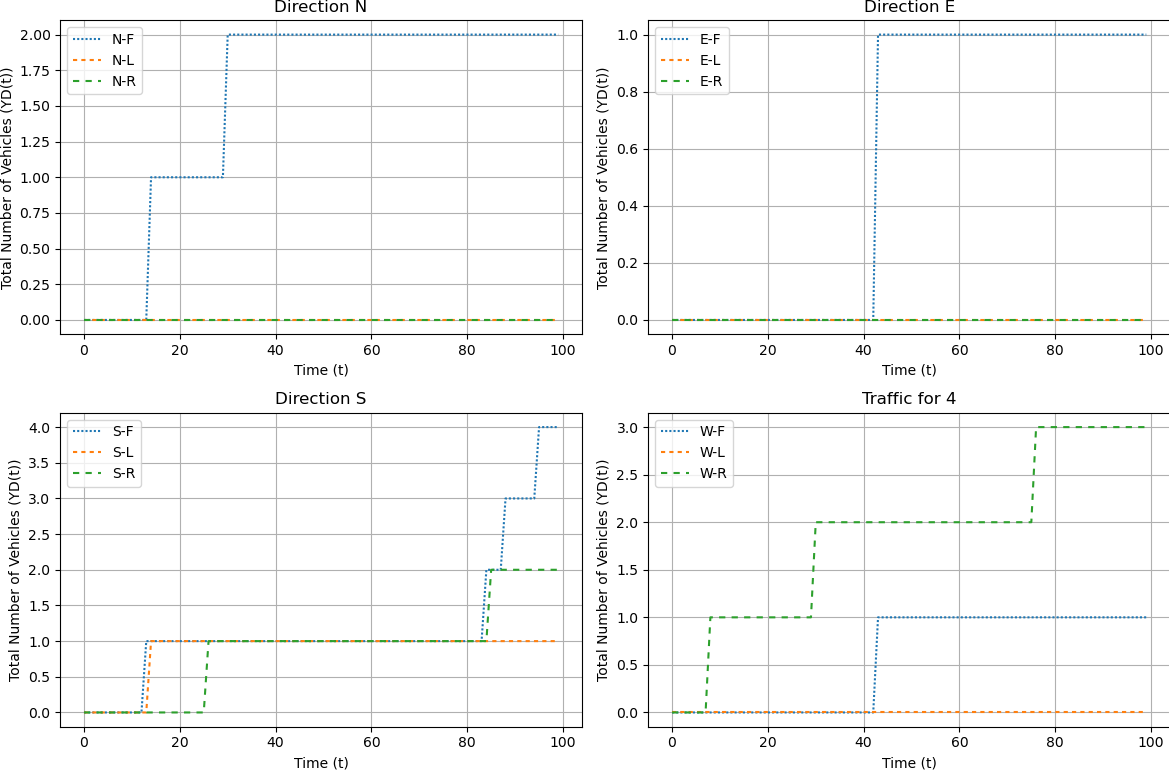 Direction N
Total Number of Vehicles (YD(t))
2.00
1.75
1.50
1.25
1.00
0.75
0.50
0.25
0.00
N-F
N-L
N-R
0 20 40 60 80 100
Time (t)
Direction E
Total Number of Vehicles (YD(t))
1.0
0.8
0.6
0.4
0.2
0.0
E-F
E-L
E-R
0 20 40 60 80 100
Time (t)
Direction S
Total Number of Vehicles (YD(t))
4.0
3.5
3.0
2.5
2.0
1.5
1.0
0.5
0.0
S-F
S-L
S-R
0 20 40 60 80 100
Time (t)
Traffic for 4
Total Number of Vehicles (YD(t))
3.0
2.5
2.0
1.5
1.0
0.5
0.0
W-F
W-L
W-R
0 20 40 60 80 100
Time (t)